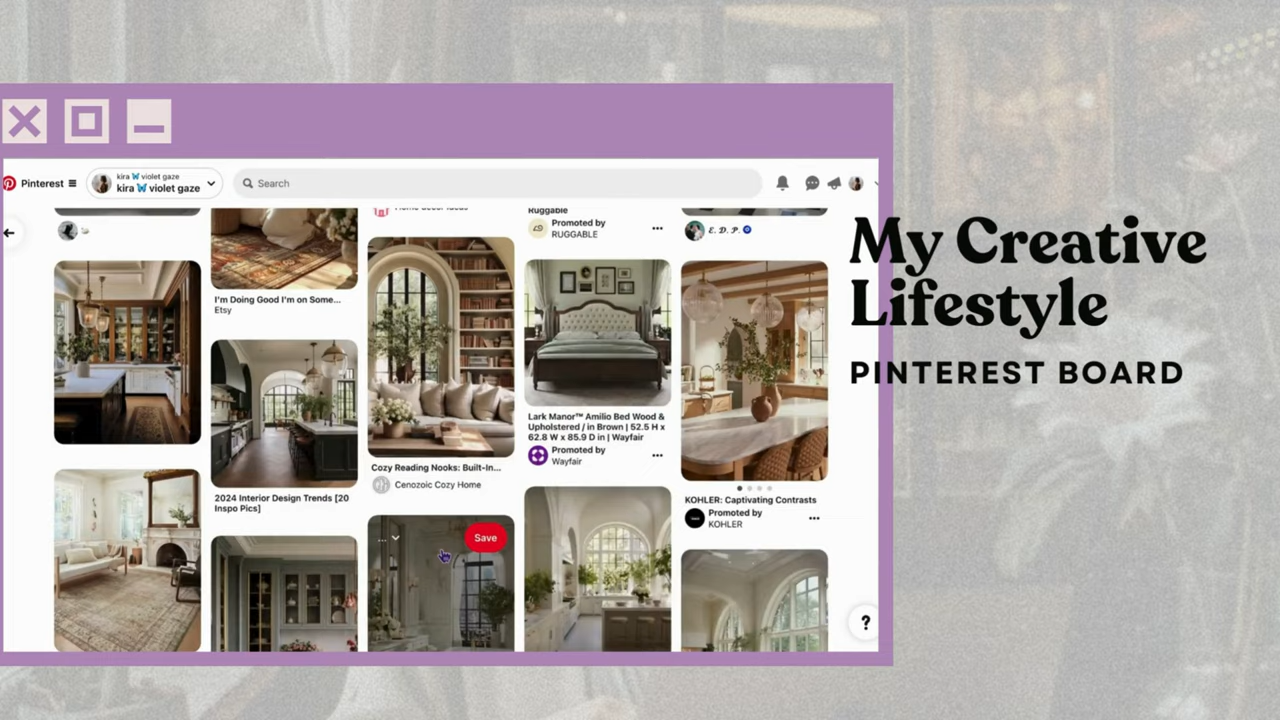 Pinterest
kira 🦋 violet gaze
kira 🦋 violet gaze
Search
I'm Doing Good I'm on Some...
Etsy
2024 Interior Design Trends [20
Inspo Pics]
Cozy Reading Nooks: Built-In...
Cenozoic Cozy Home
Save
Ruggable
Promoted by
RUGGABLE
Lark Manor™ Amilio Bed Wood &
Upholstered / in Brown | 52.5 H x
62.8 W x 85.9 D in | Wayfair
Promoted by
Wayfair
E. D. P.
KOHLER: Captivating Contrasts
Promoted by
KOHLER
?
My Creative
Lifestyle
PINTEREST BOARD